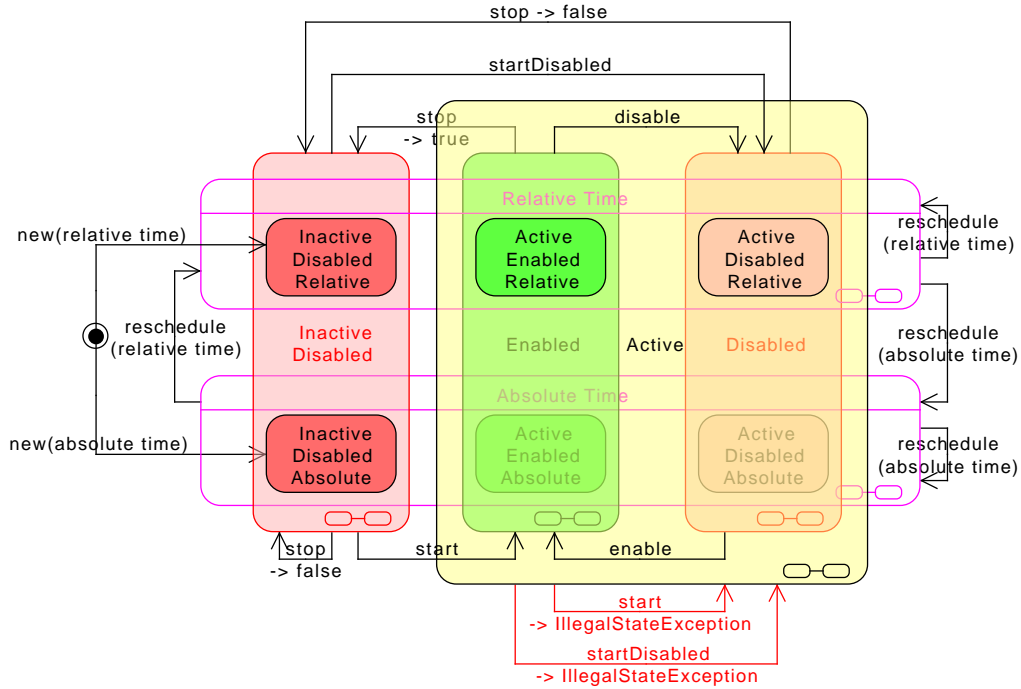 stop -> false
startDisabled
stop
-> true
disable
Relative Time
new(relative time)
Inactive
Disabled
Relative
Active
Enabled
Relative
Active
Disabled
Relative
reschedule
(relative time)
reschedule
(relative time)
Inactive
Disabled
Enabled
Active
Disabled
reschedule
(absolute time)
Absolute Time
new(absolute time)
Inactive
Disabled
Absolute
Active
Enabled
Absolute
Active
Disabled
Absolute
reschedule
(absolute time)
stop
-> false
start
enable
start
-> IllegalStateException
startDisabled
-> IllegalStateException